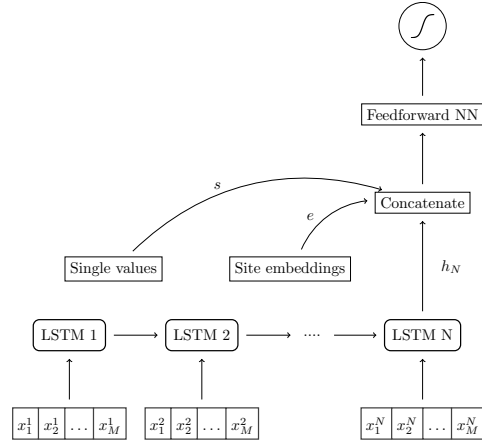 Feedforward NN
s
Concatenate
e
Single values
Site embeddings
h_N
LSTM 1
LSTM 2
....
LSTM N
x_1^1 x_2^1 ... x_M^1
x_1^2 x_2^2 ... x_M^2
x_1^N x_2^N ... x_M^N